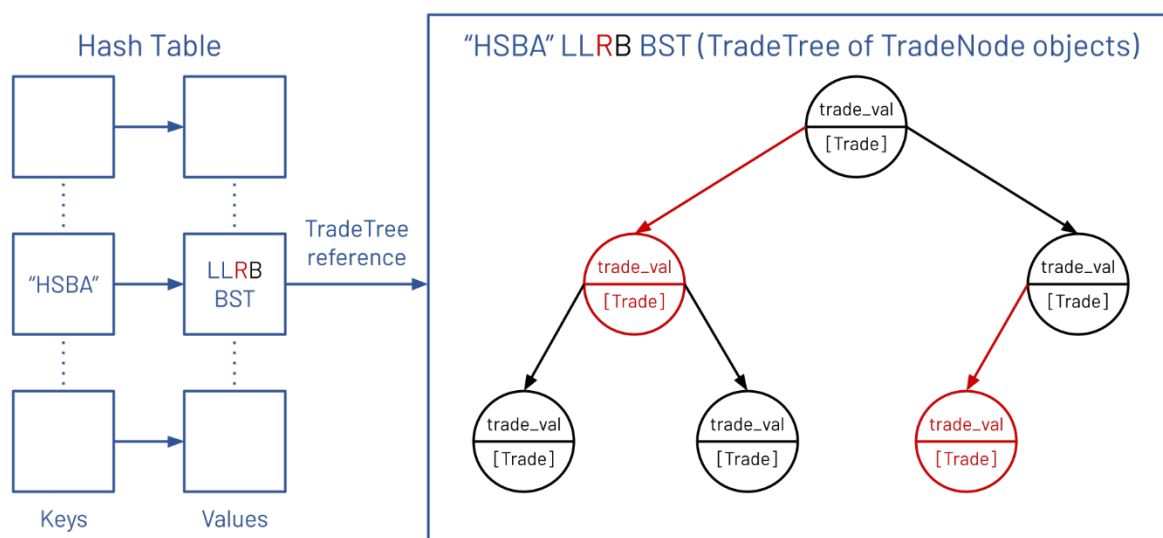 Hash Table
“HSBA” LLRB BST (TradeTree of TradeNode objects)
trade_val
[Trade]
TradeTree
reference
“HSBA”
LLRB
BST
trade_val
[Trade]
trade_val
[Trade]
trade_val
[Trade]
trade_val
[Trade]
trade_val
[Trade]
Keys
Values